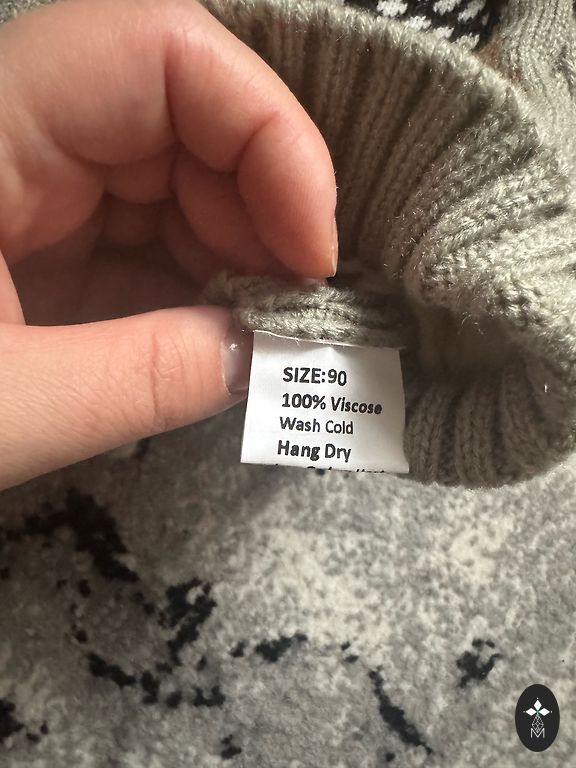 SIZE:90
100% Viscose
Wash Cold
Hang Dry
M